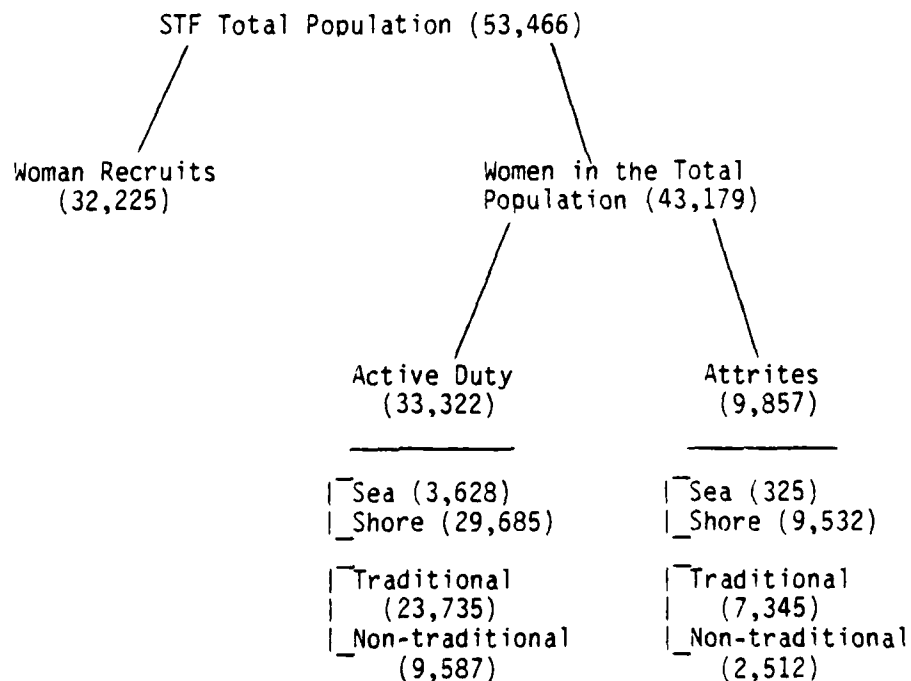 STF Total Population (53,466)
Woman Recruits
(32,225)
Women in the Total
Population (43,179)
Active Duty
(33,322)
Sea (3,628)
Shore (29,685)
Traditional
(23,735)
Non-traditional
(9,587)
Attrites
(9,857)
Sea (325)
Shore (9,532)
Traditional
(7,345)
Non-traditional
(2,512)